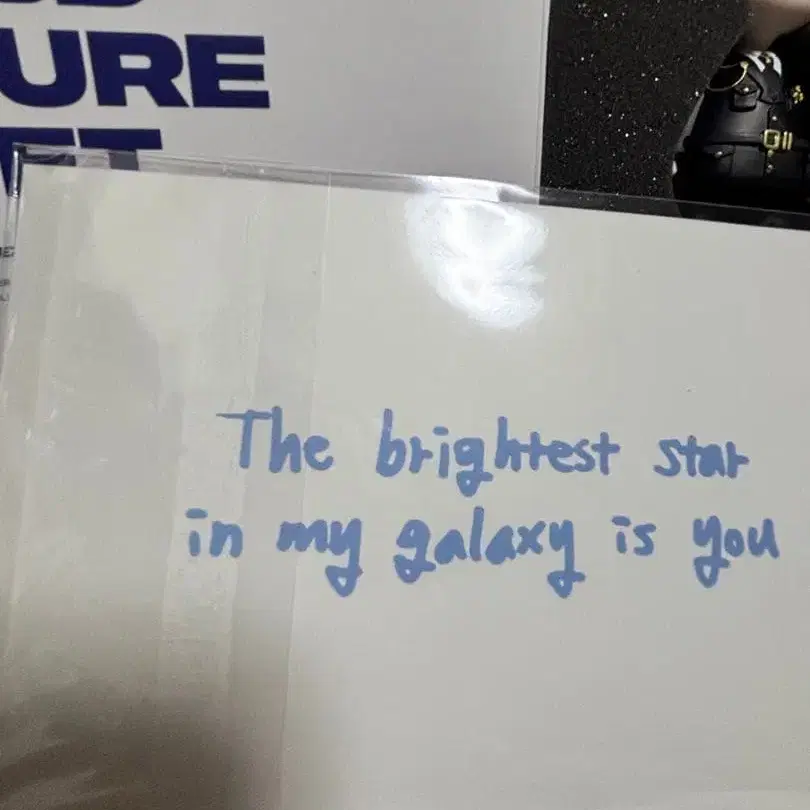 URE
The brightest star
in my galaxy is you